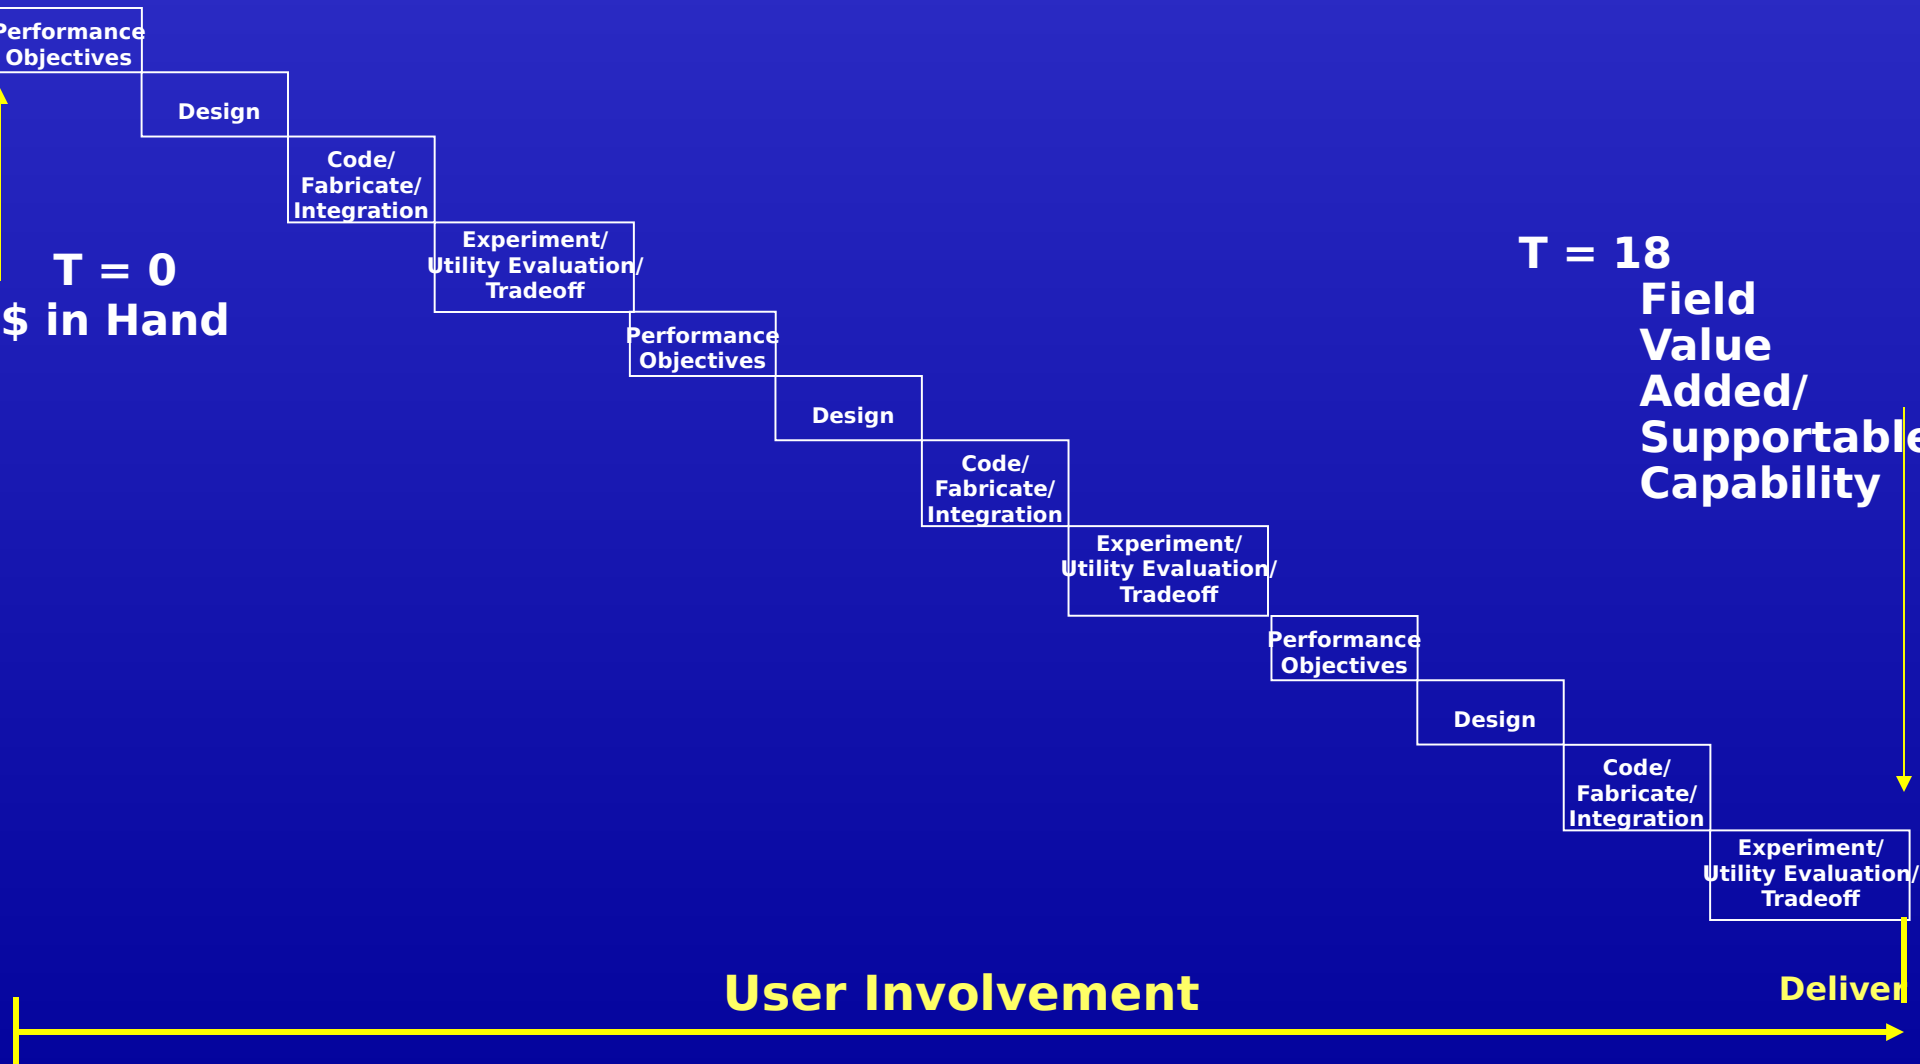 Performance
Objectives
Design
Code/
Fabricate/
Integration
Experiment/
Utility Evaluation/
Tradeoff
T = 0
$ in Hand
Performance
Objectives
Design
Code/
Fabricate/
Integration
Experiment/
Utility Evaluation/
Tradeoff
T = 18
Field
Value
Added/
Supportable
Capability
Performance
Objectives
Design
Code/
Fabricate/
Integration
Experiment/
Utility Evaluation/
Tradeoff
User Involvement
Deliver